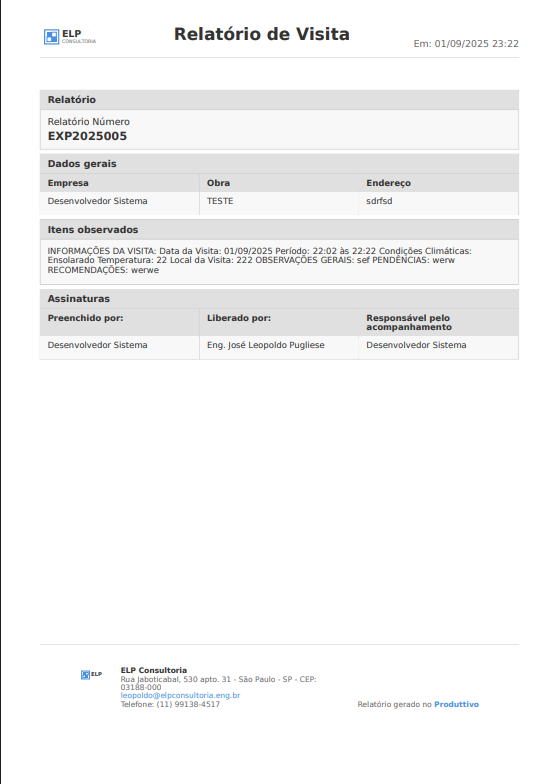 ELP
CONSULTORIA
Relatório de Visita
Em: 01/09/2025 23:22
Relatório
Relatório Número
EXP2025005
Dados gerais
Empresa Obra Endereço
Desenvolvedor Sistema TESTE sdrfsd
Itens observados
INFORMAÇÕES DA VISITA: Data da Visita: 01/09/2025 Período: 22:02 às 22:22 Condições Climáticas:
Ensolarado Temperatura: 22 Local da Visita: 222 OBSERVAÇÕES GERAIS: sef PENDÊNCIAS: werw
RECOMENDAÇÕES: werwe
Assinaturas
Preenchido por: Liberado por: Responsável pelo
acompanhamento
Desenvolvedor Sistema Eng. José Leopoldo Pugliese Desenvolvedor Sistema
ELP
ELP Consultoria
Rua Jaboticabal, 530 apto. 31 - São Paulo - SP - CEP:
03188-000
leopoldo@elpconsultoria.eng.br
Telefone: (11) 99138-4517
Relatório gerado no Produttivo